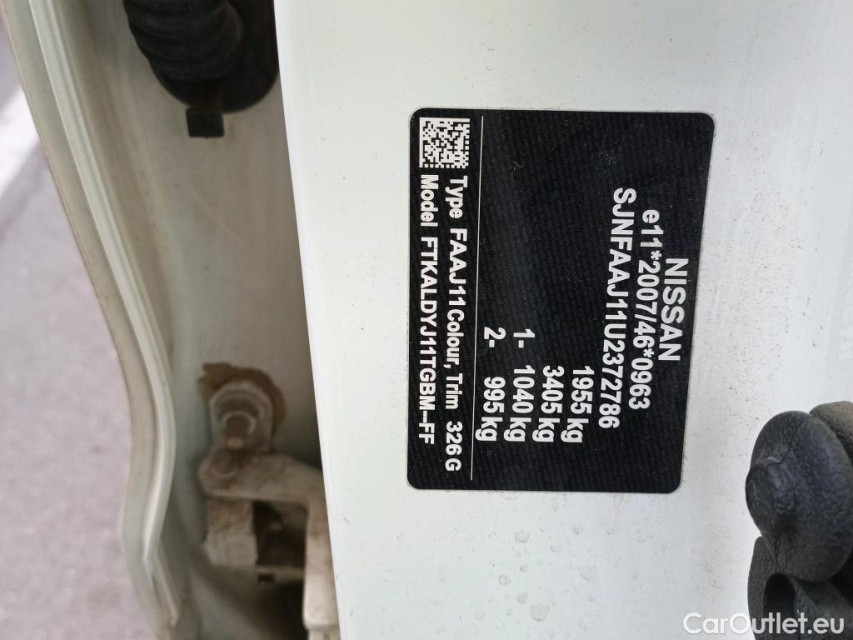 NISSAN
e11*2007/46*0963
SJNFAAJ11U2372786
1955 kg
3405 kg
1- 1040 kg
2- 995 kg
Type FAAJ11 Colour, Trim 326 G
Model FTKALDYJ11TGBM-FF
CarOutlet.eu